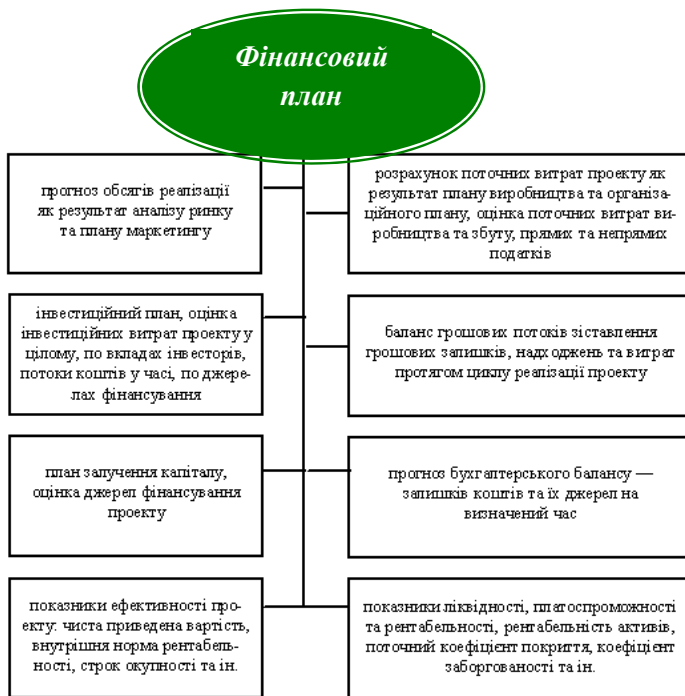 Фінансовий
план
прогноз обсягів реалізації
як результат аналізу ринку
та плану маркетингу
розрахунок поточних витрат проекту як
результат плану виробництва та організа-
ційного плану, оцінка поточних витрат ви-
робництва та збуту, прямих та непрямих
податків
інвестиційний план, оцінка
інвестиційних витрат проекту у
цілому, по вкладах інвесторів,
потоки коштів у часі, по джере-
лах фінансування
баланс грошових потоків зіставлення
грошових залишків, надходжень та витрат
протягом циклу реалізації проекту
план залучення капіталу,
оцінка джерел фінансування
проекту
прогноз бухгалтерського балансу —
залишків коштів та їх джерел на
визначений час
показники ефективності про-
екту: чиста приведена вартість,
внутрішня норма рентабель-
ності, строк окупності та ін.
показники ліквідності, платоспроможності
та рентабельності, рентабельність активів,
поточний коефіцієнт покриття, коефіцієнт
заборгованості та ін.